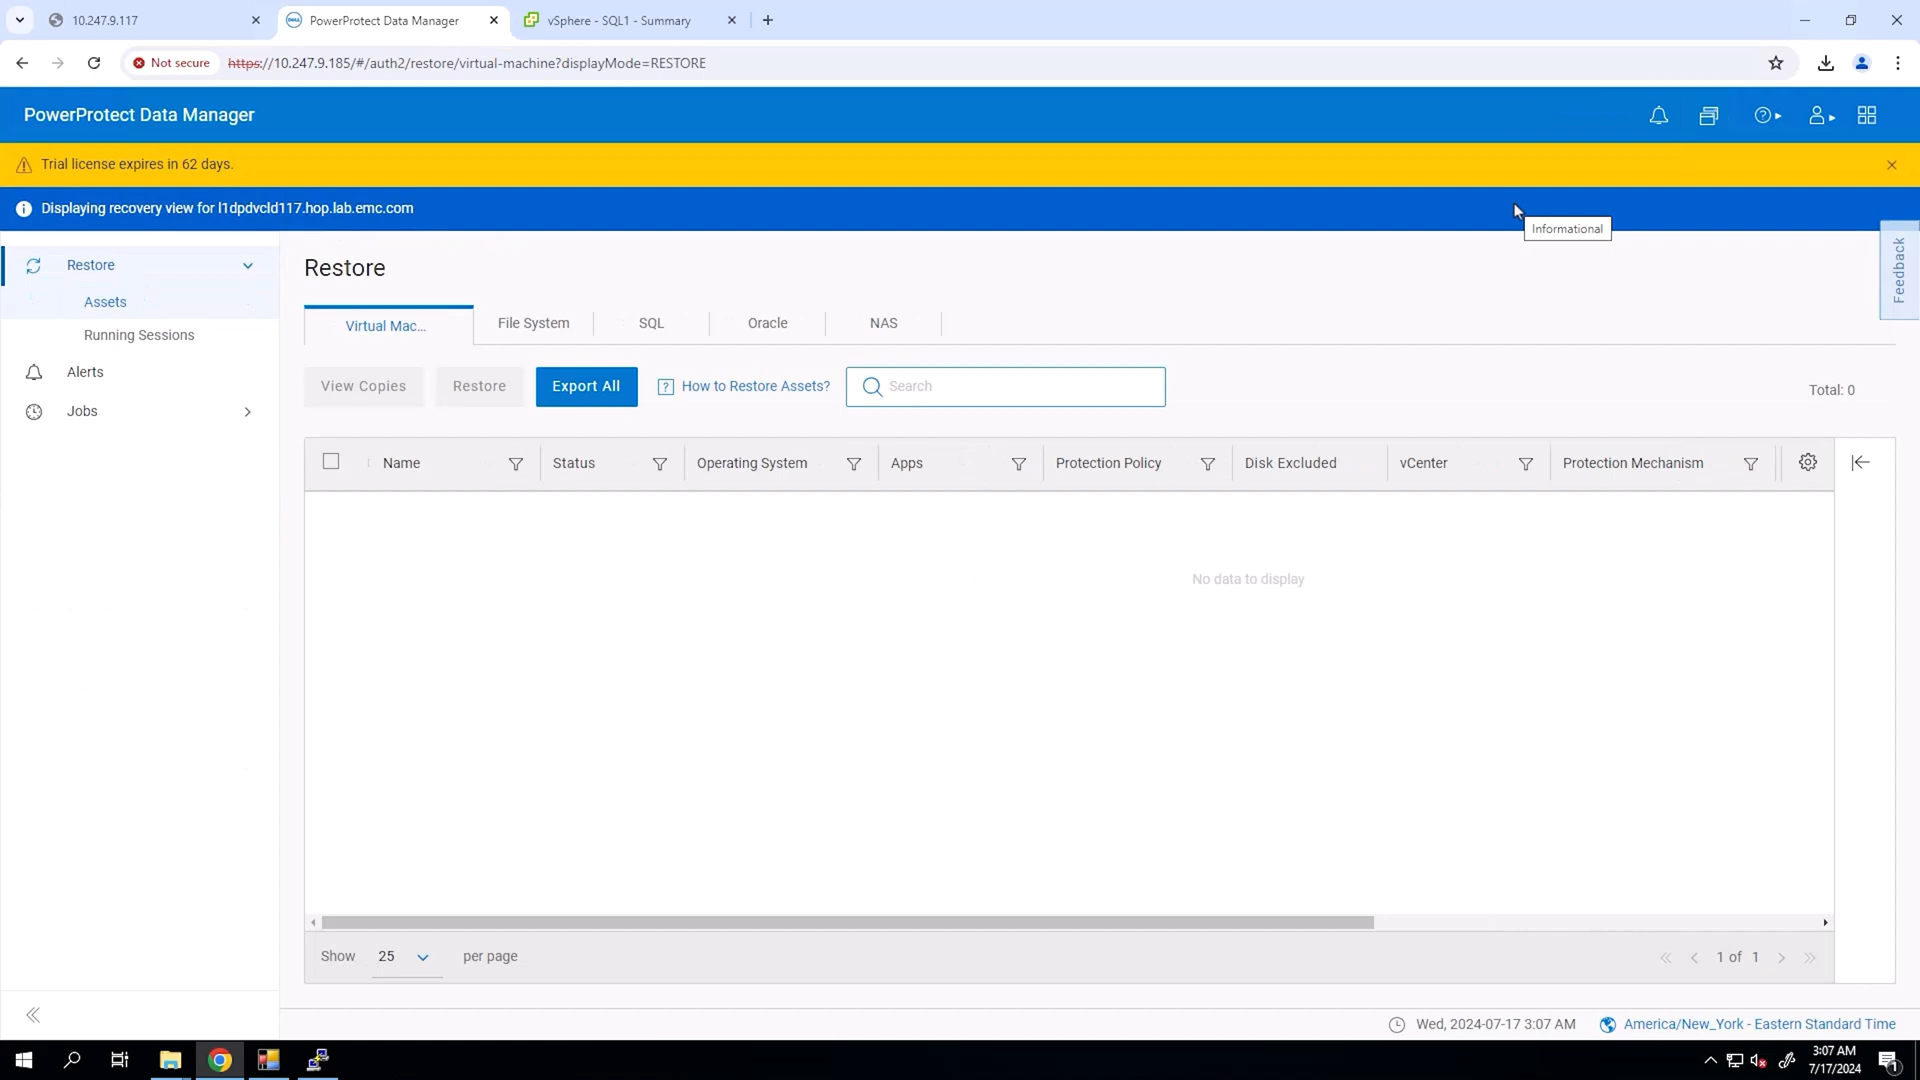 10.247.9.117
PowerProtect Data Manager
vSphere - SQL1 - Summary
Not secure
https://10.247.9.185/#/auth2/restore/virtual-machine?displayMode=RESTORE
PowerProtect Data Manager
Trial license expires in 62 days.
Displaying recovery view for l1dpdvcld117.hop.lab.emc.com
Informational
Feedback
Restore
Assets
Running Sessions
Alerts
Jobs
Restore
Virtual Mac...
File System
SQL
Oracle
NAS
View Copies
Restore
Export All
How to Restore Assets?
Search
Total: 0
Name
Status
Operating System
Apps
Protection Policy
Disk Excluded
vCenter
Protection Mechanism
No data to display
Show
25
per page
1 of 1
Wed, 2024-07-17 3:07 AM
America/New_York - Eastern Standard Time
3:07 AM
7/17/2024
1